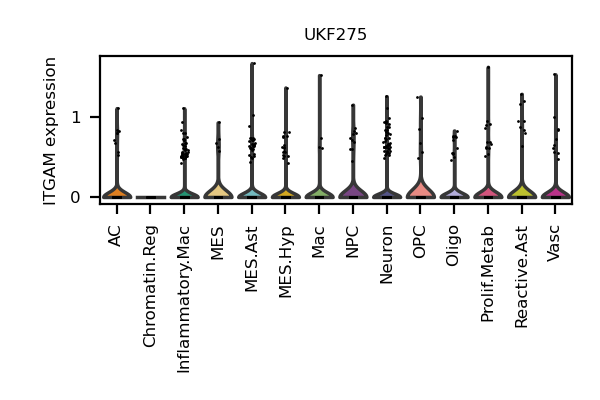 UKF275
ITGAM expression
1
0
AC
Chromatin.Reg
Inflammatory.Mac
MES
MES.Ast
MES.Hyp
Mac
NPC
Neuron
OPC
Oligo
Prolif.Metab
Reactive.Ast
Vasc